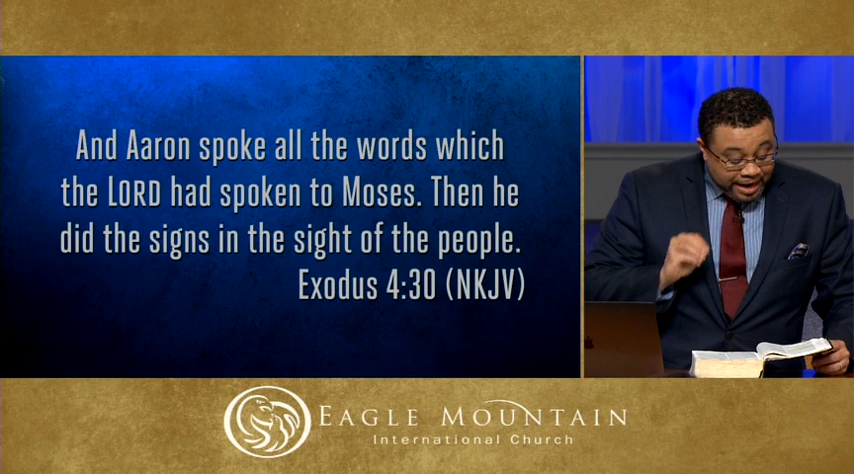 And Aaron spoke all the words which
the LORD had spoken to Moses. Then he
did the signs in the sight of the people.
Exodus 4:30 (NKJV)
EAGLE MOUNTAIN
International Church